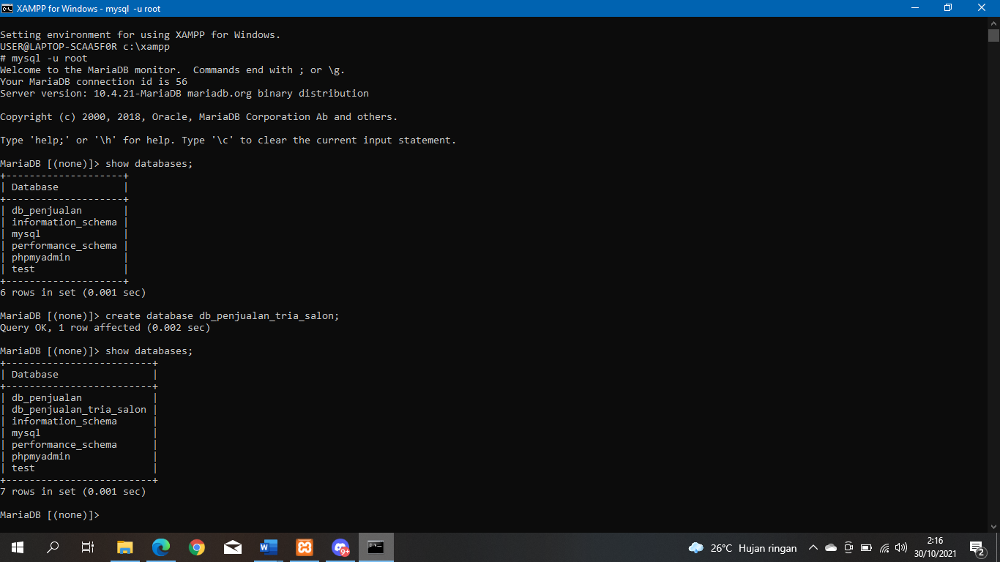 XAMPP for Windows - mysql  -u root
Setting environment for using XAMPP for Windows.
USER@LAPTOP-SCAA5F0R c:\xampp
# mysql -u root
Welcome to the MariaDB monitor.  Commands end with ; or \g.
Your MariaDB connection id is 56
Server version: 10.4.21-MariaDB mariadb.org binary distribution
Copyright (c) 2000, 2018, Oracle, MariaDB Corporation Ab and others.
Type 'help;' or '\h' for help. Type '\c' to clear the current input statement.
MariaDB [(none)]> show databases;
+--------------------+
| Database           |
+--------------------+
| db_penjualan       |
| information_schema |
| mysql              |
| performance_schema |
| phpmyadmin         |
| test               |
+--------------------+
6 rows in set (0.001 sec)
MariaDB [(none)]> create database db_penjualan_tria_salon;
Query OK, 1 row affected (0.002 sec)
MariaDB [(none)]> show databases;
+-------------------------+
| Database                |
+-------------------------+
| db_penjualan            |
| db_penjualan_tria_salon |
| information_schema      |
| mysql                   |
| performance_schema      |
| phpmyadmin              |
| test                    |
+-------------------------+
7 rows in set (0.001 sec)
MariaDB [(none)]>
9+
26°C Hujan ringan
2:16
30/10/2021
2